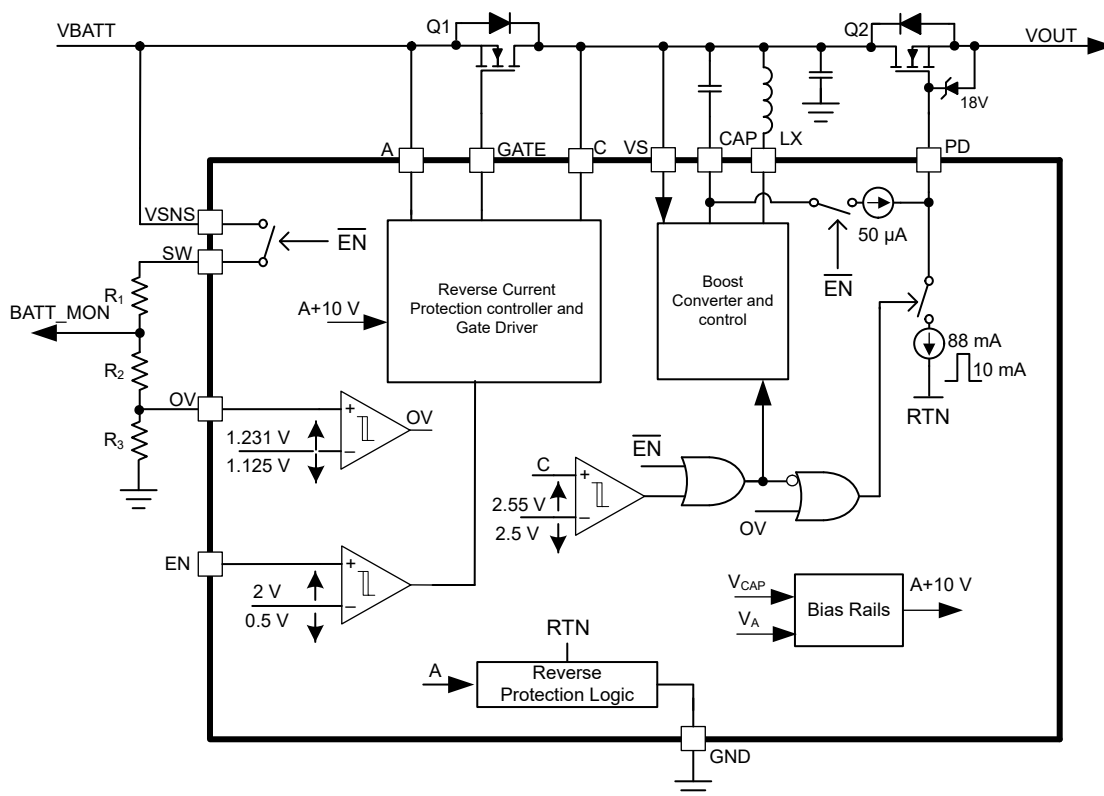 VBATT
Q1
Q2
VOUT
18V
A
GATE
C
VS
CAP
LX
PD
VSNS
SW
EN
50 µA
EN
R1
BATT_MON
R2
OV
R3
A+10 V
Reverse Current
Protection controller and
Gate Driver
Boost
Converter and
control
88 mA
10 mA
RTN
+
OV
1.231 V
−
1.125 V
EN
C
+
2.55 V
−
2.5 V
OV
EN
+
2 V
−
0.5 V
VCAP
VA
Bias Rails
A+10 V
RTN
A
Reverse
Protection Logic
GND